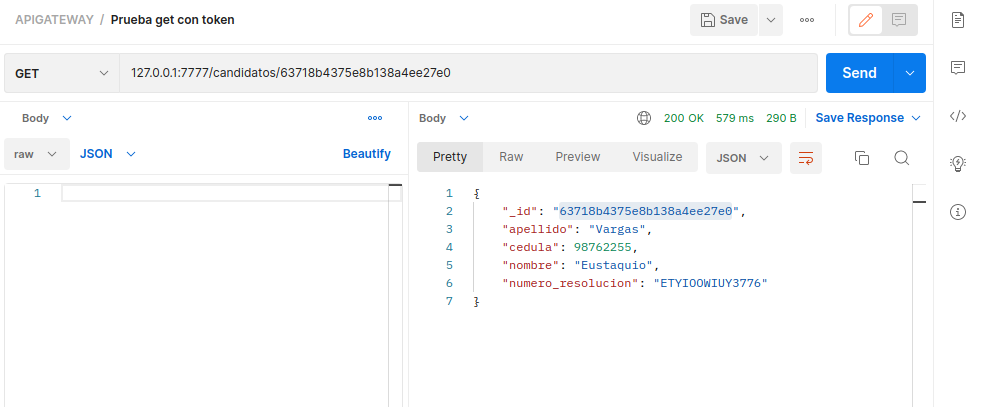 APIGATEWAY / Prueba get con token
Save
GET
127.0.0.1:7777/candidatos/63718b4375e8b138a4ee27e0
Send
Body
raw
JSON
Beautify
1
Body
200 OK 579 ms 290 B
Save Response
Pretty Raw Preview Visualize
JSON
1 {
2 "_id": "63718b4375e8b138a4ee27e0",
3 "apellido": "Vargas",
4 "cedula": 98762255,
5 "nombre": "Eustaquio",
6 "numero_resolucion": "ETYIOOWIUY3776"
7 }